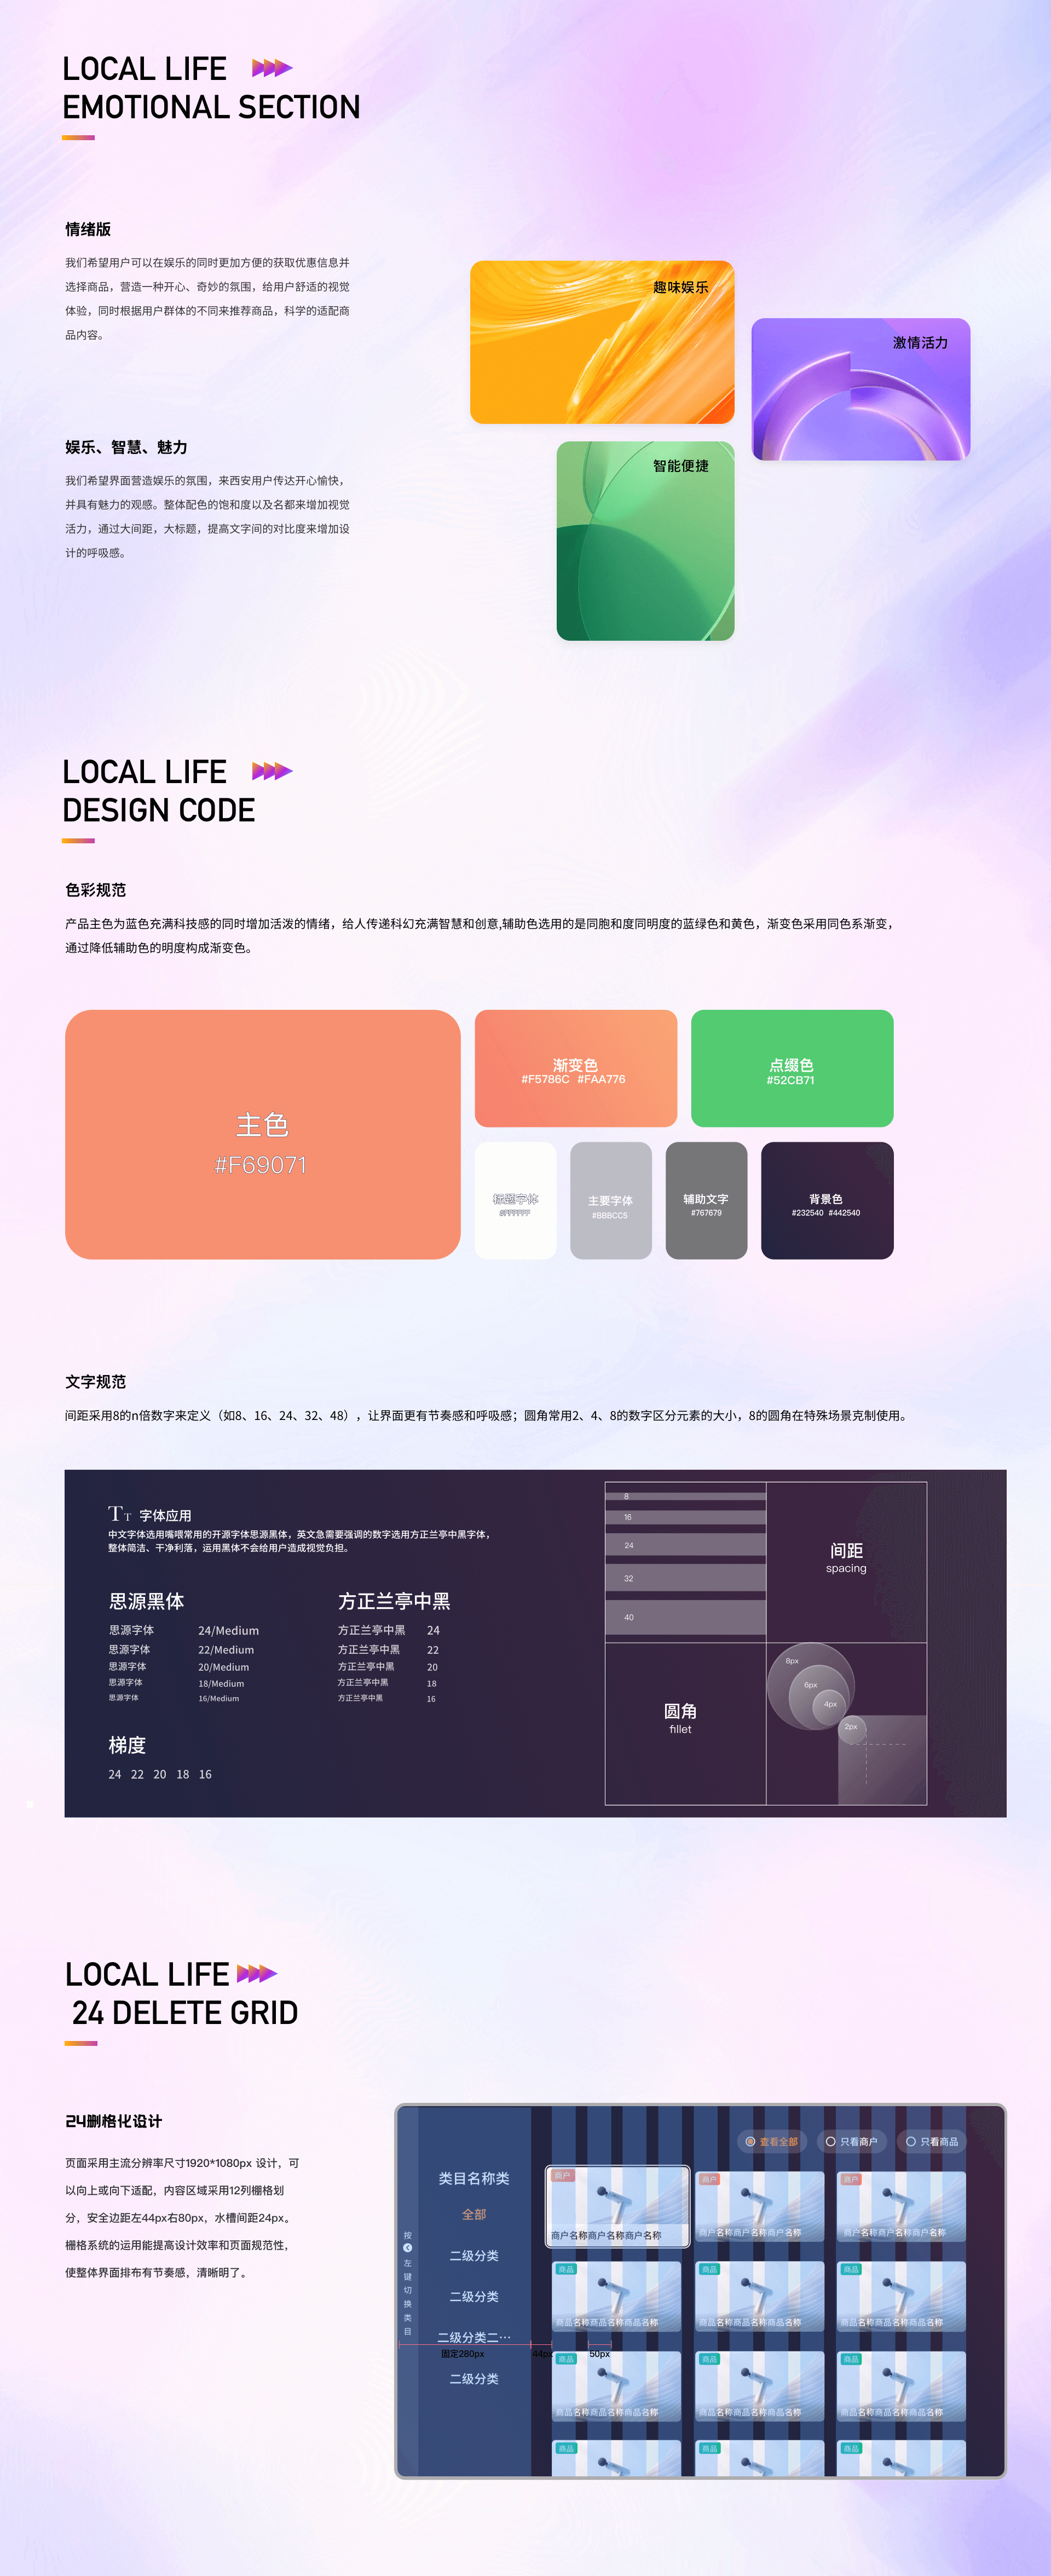 LOCAL LIFE
EMOTIONAL SECTION
情绪版
我们希望用户可以在娱乐的同时更加方便的获取优惠信息并
选择商品，营造一种开心、奇妙的氛围，给用户舒适的视觉
体验，同时根据用户群体的不同来推荐商品，科学的适配商
品内容。
趣味娱乐
激情活力
智能便捷
娱乐、智慧、魅力
我们希望界面营造娱乐的氛围，来西安用户传达开心愉快，
并具有魅力的观感。整体配色的饱和度以及名都来增加视觉
活力，通过大间距，大标题，提高文字间的对比度来增加设
计的呼吸感。
LOCAL LIFE
DESIGN CODE
色彩规范
产品主色为蓝色充满科技感的同时增加活泼的情绪，给人传递科幻充满智慧和创意,辅助色选用的是同胞和度同明度的蓝绿色和黄色，渐变色采用同色系渐变，
通过降低辅助色的明度构成渐变色。
主色
#F69071
渐变色
#F5786C #FAA776
点缀色
#52CB71
标题字体
#FFFFFF
主要字体
#BBBCC5
辅助文字
#767679
背景色
#232540 #442540
文字规范
间距采用8的n倍数字来定义（如8、16、24、32、48），让界面更有节奏感和呼吸感；圆角常用2、4、8的数字区分元素的大小，8的圆角在特殊场景克制使用。
TT 字体应用
中文字体选用嘴喂常用的开源字体思源黑体，英文急需要强调的数字选用方正兰亭中黑字体，
整体简洁、干净利落，运用黑体不会给用户造成视觉负担。
思源黑体
思源字体 24/Medium
思源字体 22/Medium
思源字体 20/Medium
思源字体 18/Medium
思源字体 16/Medium
方正兰亭中黑
方正兰亭中黑 24
方正兰亭中黑 22
方正兰亭中黑 20
方正兰亭中黑 18
方正兰亭中黑 16
梯度
24 22 20 18 16
8
16
24
32
40
间距
spacing
圆角
fillet
8px
6px
4px
2px
LOCAL LIFE
24 DELETE GRID
24删格化设计
页面采用主流分辨率尺寸1920*1080px 设计，可
以向上或向下适配，内容区域采用12列栅格划
分，安全边距左44px右80px，水槽间距24px。
栅格系统的运用能提高设计效率和页面规范性，
使整体界面排布有节奏感，清晰明了。
按
左
键
切
换
类
目
类目名称类
全部
二级分类
二级分类
二级分类二…
二级分类
固定280px
44px
50px
查看全部
只看商户
只看商品
商户
商户名称商户名称商户名称
商户
商户名称商户名称商户名称
商户
商户名称商户名称商户名称
商品
商品名称商品名称商品名称
商品
商品名称商品名称商品名称
商品
商品名称商品名称商品名称
商品
商品名称商品名称商品名称
商品
商品名称商品名称商品名称
商品
商品名称商品名称商品名称
商品
商品
商品